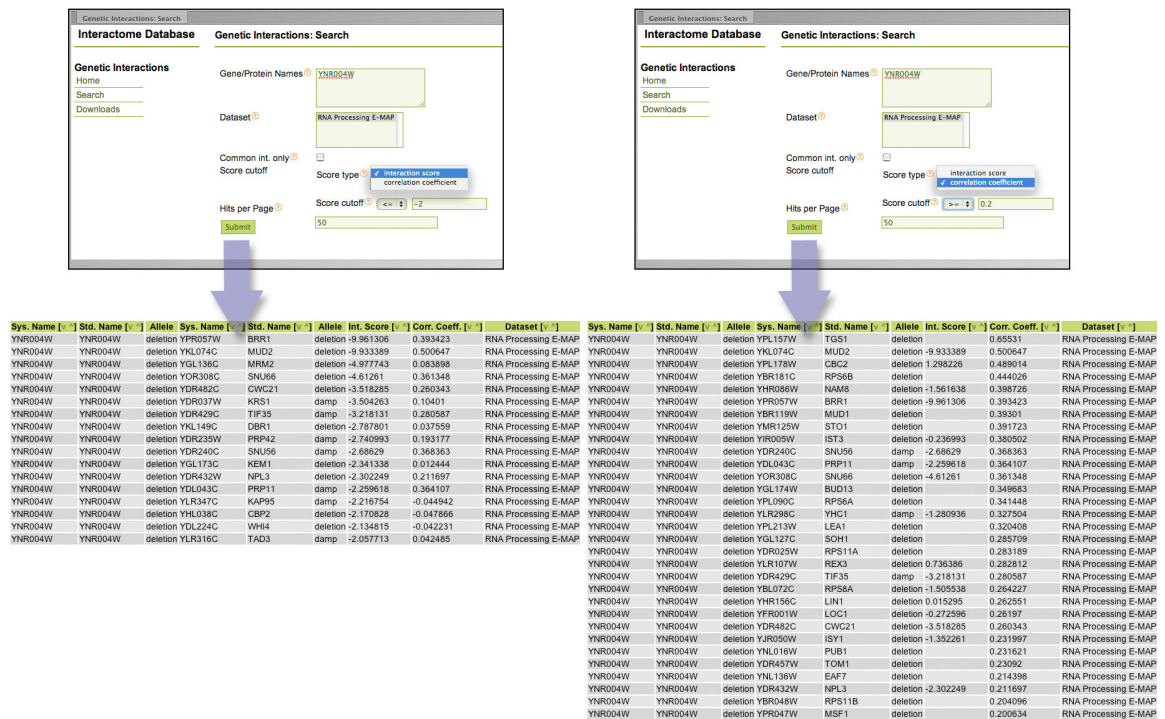 Genetic Interactions: Search
Interactome Database
Genetic Interactions: Search
Genetic Interactions
Home
Search
Downloads
Gene/Protein Names
YNR004W
Dataset
RNA Processing E-MAP
Common int. only
Score cutoff
Score type
✓ interaction score
correlation coefficient
Score cutoff <= -2
Hits per Page
50
Submit
Genetic Interactions: Search
Interactome Database
Genetic Interactions: Search
Genetic Interactions
Home
Search
Downloads
Gene/Protein Names
YNR004W
Dataset
RNA Processing E-MAP
Common int. only
Score cutoff
Score type
interaction score
✓ correlation coefficient
Score cutoff >= 0.2
Hits per Page
50
Submit
Sys. Name [v ^] Std. Name [v ^] Allele Sys. Name [v ^] Std. Name [v ^] Allele Int. Score [v ^] Corr. Coeff. [v ^] Dataset [v ^]
YNR004W YNR004W deletion YPR057W BRR1 deletion -9.961306 0.393423 RNA Processing E-MAP
YNR004W YNR004W deletion YKL074C MUD2 deletion -9.933389 0.500647 RNA Processing E-MAP
YNR004W YNR004W deletion YGL136C MRM2 deletion -4.977743 0.083898 RNA Processing E-MAP
YNR004W YNR004W deletion YOR308C SNU66 deletion -4.61261 0.361348 RNA Processing E-MAP
YNR004W YNR004W deletion YDR482C CWC21 deletion -3.518285 0.260343 RNA Processing E-MAP
YNR004W YNR004W deletion YDR037W KRS1 damp -3.504263 0.10401 RNA Processing E-MAP
YNR004W YNR004W deletion YDR429C TIF35 damp -3.218131 0.280587 RNA Processing E-MAP
YNR004W YNR004W deletion YKL149C DBR1 deletion -2.787801 0.037559 RNA Processing E-MAP
YNR004W YNR004W deletion YDR235W PRP42 damp -2.740993 0.193177 RNA Processing E-MAP
YNR004W YNR004W deletion YDR240C SNU56 damp -2.68629 0.368363 RNA Processing E-MAP
YNR004W YNR004W deletion YGL173C KEM1 deletion -2.341338 0.012444 RNA Processing E-MAP
YNR004W YNR004W deletion YDR432W NPL3 deletion -2.302249 0.211697 RNA Processing E-MAP
YNR004W YNR004W deletion YDL043C PRP11 damp -2.259618 0.364107 RNA Processing E-MAP
YNR004W YNR004W deletion YLR347C KAP95 damp -2.216754 -0.044942 RNA Processing E-MAP
YNR004W YNR004W deletion YHL038C CBP2 deletion -2.170828 -0.047866 RNA Processing E-MAP
YNR004W YNR004W deletion YDL224C WHI4 deletion -2.134815 -0.042231 RNA Processing E-MAP
YNR004W YNR004W deletion YLR316C TAD3 damp -2.057713 0.042485 RNA Processing E-MAP
Sys. Name [v ^] Std. Name [v ^] Allele Sys. Name [v ^] Std. Name [v ^] Allele Int. Score [v ^] Corr. Coeff. [v ^] Dataset [v ^]
YNR004W YNR004W deletion YPL157W TGS1 deletion 0.65531 RNA Processing E-MAP
YNR004W YNR004W deletion YKL074C MUD2 deletion -9.933389 0.500647 RNA Processing E-MAP
YNR004W YNR004W deletion YPL178W CBC2 deletion 1.298226 0.489014 RNA Processing E-MAP
YNR004W YNR004W deletion YBR181C RPS6B deletion 0.444026 RNA Processing E-MAP
YNR004W YNR004W deletion YHR086W NAM8 deletion -1.561638 0.398726 RNA Processing E-MAP
YNR004W YNR004W deletion YPR057W BRR1 deletion -9.961306 0.393423 RNA Processing E-MAP
YNR004W YNR004W deletion YBR119W MUD1 deletion 0.39301 RNA Processing E-MAP
YNR004W YNR004W deletion YMR125W STO1 deletion 0.391723 RNA Processing E-MAP
YNR004W YNR004W deletion YIR005W IST3 deletion -0.236993 0.380502 RNA Processing E-MAP
YNR004W YNR004W deletion YDR240C SNU56 damp -2.68629 0.368363 RNA Processing E-MAP
YNR004W YNR004W deletion YDL043C PRP11 damp -2.259618 0.364107 RNA Processing E-MAP
YNR004W YNR004W deletion YOR308C SNU66 deletion -4.61261 0.361348 RNA Processing E-MAP
YNR004W YNR004W deletion YGL174W BUD13 deletion 0.349683 RNA Processing E-MAP
YNR004W YNR004W deletion YPL090C RPS6A deletion 0.341448 RNA Processing E-MAP
YNR004W YNR004W deletion YLR298C YHC1 damp -1.280936 0.327504 RNA Processing E-MAP
YNR004W YNR004W deletion YPL213W LEA1 deletion 0.320408 RNA Processing E-MAP
YNR004W YNR004W deletion YGL127C SOH1 deletion 0.285709 RNA Processing E-MAP
YNR004W YNR004W deletion YDR025W RPS11A deletion 0.283189 RNA Processing E-MAP
YNR004W YNR004W deletion YLR107W REX3 deletion 0.736386 0.282812 RNA Processing E-MAP
YNR004W YNR004W deletion YDR429C TIF35 damp -3.218131 0.280587 RNA Processing E-MAP
YNR004W YNR004W deletion YBL072C RPS8A deletion -1.505538 0.264227 RNA Processing E-MAP
YNR004W YNR004W deletion YHR156C LIN1 deletion 0.015295 0.262551 RNA Processing E-MAP
YNR004W YNR004W deletion YFR001W LOC1 deletion -0.272596 0.26197 RNA Processing E-MAP
YNR004W YNR004W deletion YDR482C CWC21 deletion -3.518285 0.260343 RNA Processing E-MAP
YNR004W YNR004W deletion YJR050W ISY1 deletion -1.352261 0.231997 RNA Processing E-MAP
YNR004W YNR004W deletion YNL016W PUB1 deletion 0.231621 RNA Processing E-MAP
YNR004W YNR004W deletion YDR457W TOM1 deletion 0.23092 RNA Processing E-MAP
YNR004W YNR004W deletion YNL136W EAF7 deletion 0.214398 RNA Processing E-MAP
YNR004W YNR004W deletion YDR432W NPL3 deletion -2.302249 0.211697 RNA Processing E-MAP
YNR004W YNR004W deletion YBR048W RPS11B deletion 0.204096 RNA Processing E-MAP
YNR004W YNR004W deletion YPR047W MSF1 deletion 0.200634 RNA Processing E-MAP